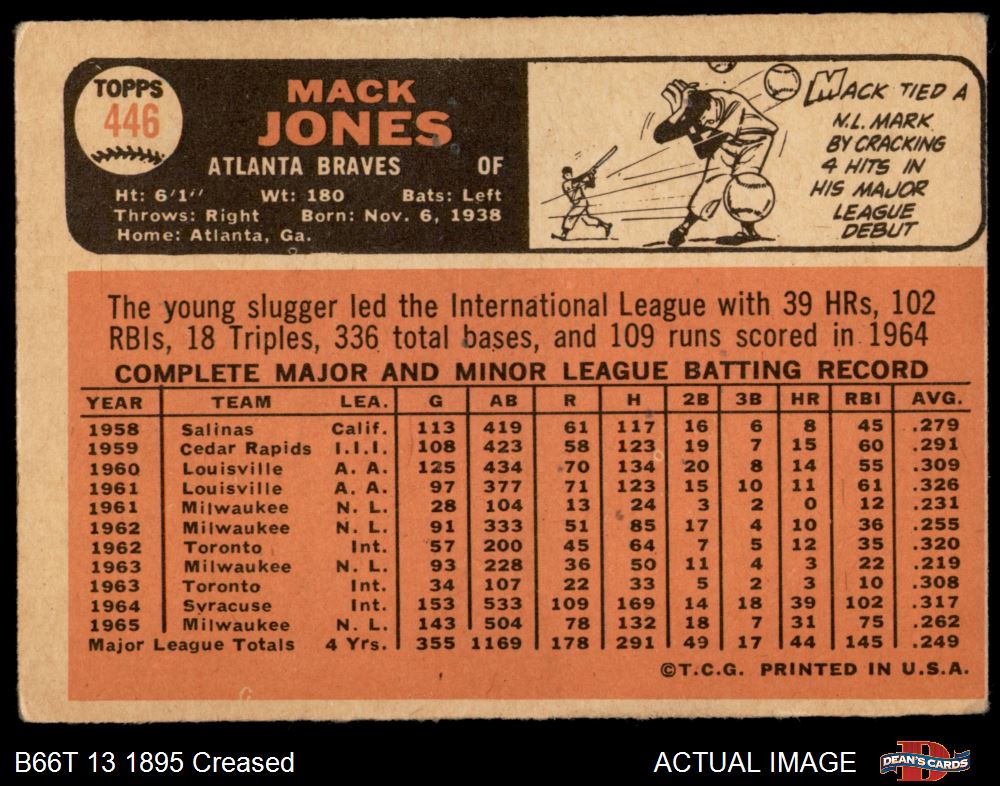 TOPPS
446
MACK
JONES
ATLANTA BRAVES OF
Ht: 6'1" Wt: 180 Bats: Left
Throws: Right Born: Nov. 6, 1938
Home: Atlanta, Ga.
MACK TIED A
N.L. MARK
BY CRACKING
4 HITS IN
HIS MAJOR
LEAGUE
DEBUT
The young slugger led the International League with 39 HRs, 102
RBIs, 18 Triples, 336 total bases, and 109 runs scored in 1964
COMPLETE MAJOR AND MINOR LEAGUE BATTING RECORD
YEAR TEAM LEA. G AB R H 2B 3B HR RBI AVG.
1958 Salinas Calif. 113 419 61 117 16 6 8 45 .279
1959 Cedar Rapids I.I.I. 108 423 58 123 19 7 15 60 .291
1960 Louisville A. A. 125 434 70 134 20 8 14 55 .309
1961 Louisville A. A. 97 377 71 123 15 10 11 61 .326
1961 Milwaukee N. L. 28 104 13 24 3 2 0 12 .231
1962 Milwaukee N. L. 91 333 51 85 17 4 10 36 .255
1962 Toronto Int. 57 200 45 64 7 5 12 35 .320
1963 Milwaukee N. L. 93 228 36 50 11 4 3 22 .219
1963 Toronto Int. 34 107 22 33 5 2 3 10 .308
1964 Syracuse Int. 153 533 109 169 14 18 39 102 .317
1965 Milwaukee N. L. 143 504 78 132 18 7 31 75 .262
Major League Totals 4 Yrs. 355 1169 178 291 49 17 44 145 .249
©T.C.G. PRINTED IN U.S.A.
B66T 13 1895 Creased ACTUAL IMAGE
D
DEAN'S CARDS